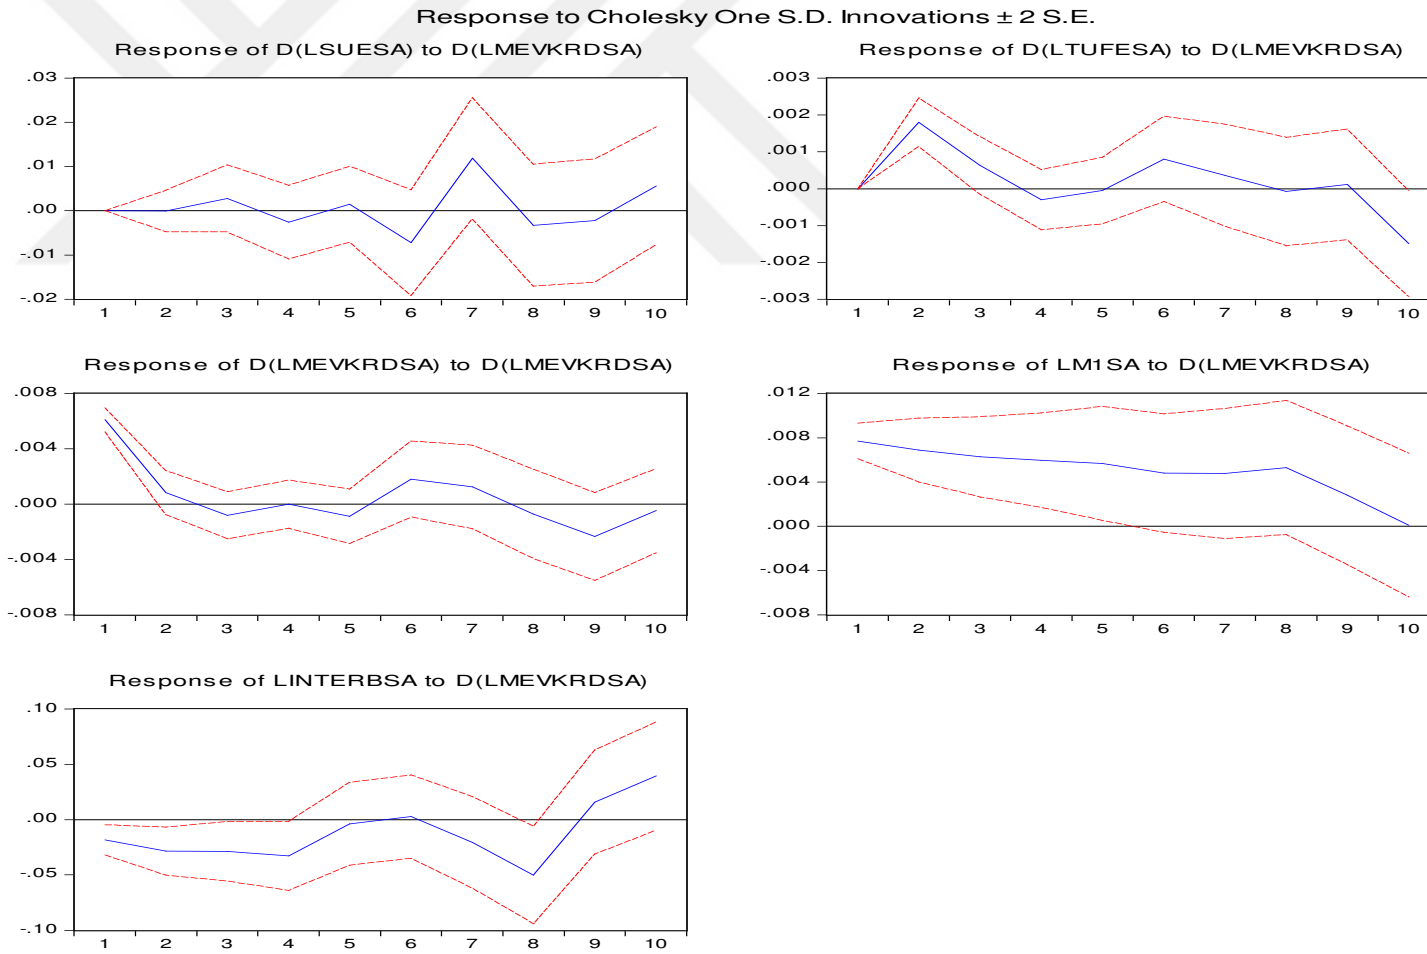 Response to Cholesky One S.D. Innovations ± 2 S.E.
Response of D(LSUESA) to D(LMEVKRDSA)
.03
.02
.01
.00
-.01
-.02
1 2 3 4 5 6 7 8 9 10
Response of D(LTUFESA) to D(LMEVKRDSA)
.003
.002
.001
.000
-.001
-.002
-.003
1 2 3 4 5 6 7 8 9 10
Response of D(LMEVKRDSA) to D(LMEVKRDSA)
.008
.004
.000
-.004
-.008
1 2 3 4 5 6 7 8 9 10
Response of LM1SA to D(LMEVKRDSA)
.012
.008
.004
.000
-.004
-.008
1 2 3 4 5 6 7 8 9 10
Response of LINTERBSA to D(LMEVKRDSA)
.10
.05
.00
-.05
-.10
1 2 3 4 5 6 7 8 9 10